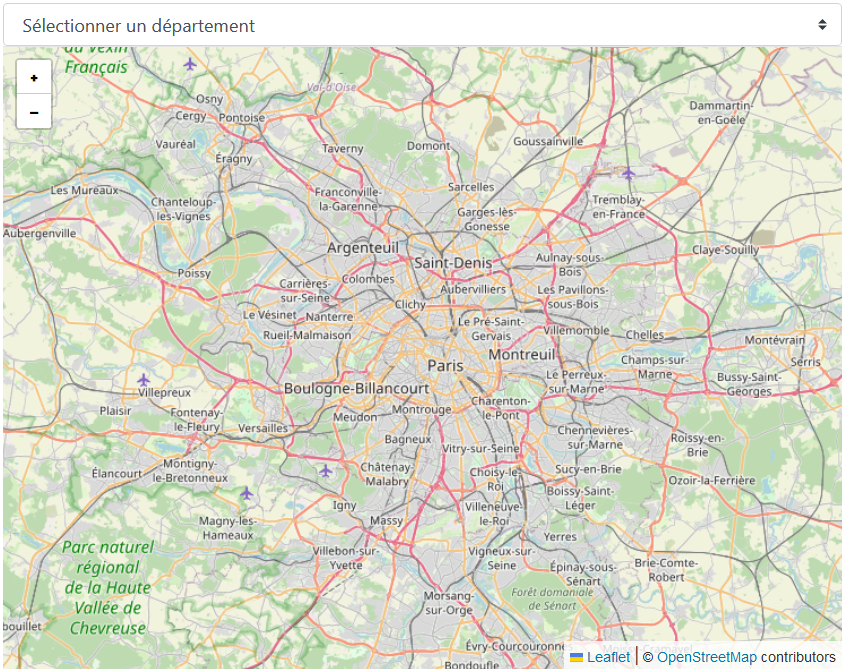 Sélectionner un département
du Vexin
Français
+
−
Val-d'Oise
Osny
Cergy
Pontoise
Dammartin-
en-Goële
Vauréal
Éragny
Taverny
Domont
Goussainville
Les Mureaux
Chanteloup-
les-Vignes
Franconville-
la-Garenne
Sarcelles
Garges-lès-
Gonesse
Tremblay-
en-France
Aubergenville
Argenteuil
Saint-Denis
Aulnay-sous-
Bois
Claye-Souilly
Poissy
Carrières-
sur-Seine
Colombes
Aubervilliers
Les Pavillons-
sous-Bois
Clichy
Le Vésinet
Nanterre
Rueil-Malmaison
Le Pré-Saint-
Gervais
Villemomble
Chelles
Montévrain
Serris
Paris
Montreuil
Champs-sur-
Marne
Le Perreux-
sur-Marne
Bussy-Saint-
Georges
Villepreux
Boulogne-Billancourt
Plaisir
Fontenay-
le-Fleury
Versailles
Meudon
Montrouge
Charenton-
le-Pont
Bagneux
Chennevières-
sur-Marne
Roissy-en-
Brie
Vitry-sur-Seine
Élancourt
Montigny-
le-Bretonneux
Châtenay-
Malabry
Choisy-le-
Roi
Sucy-en-Brie
Ozoir-la-Ferrière
Boissy-Saint-
Léger
Igny
Villeneuve-
le-Roi
Magny-les-
Hameaux
Massy
Yerres
Parc naturel
régional
de la Haute
Vallée de
Chevreuse
Villebon-sur-
Yvette
Vigneux-sur-
Seine
Épinay-sous-
Sénart
Brie-Comte-
Robert
Morsang-
sur-Orge
Forêt domaniale
de Sénart
bouillet
Évry-Courcouronnes
Bondoufle
Leaflet | © OpenStreetMap contributors